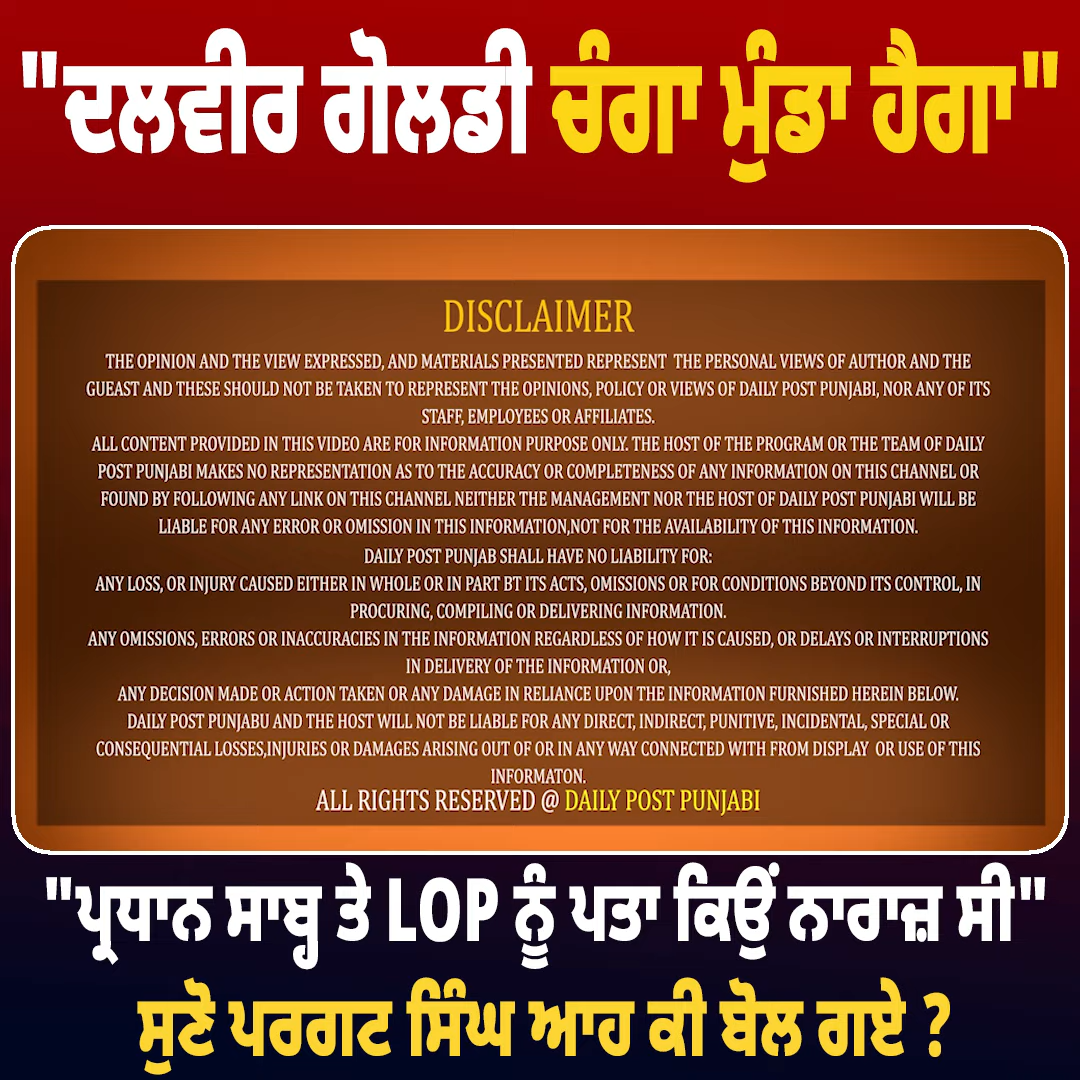 "ਦਲਵੀਰ ਗੋਲਡੀ ਚੰਗਾ ਮੁੰਡਾ ਹੈਗਾ"
DISCLAIMER
THE OPINION AND THE VIEW EXPRESSED, AND MATERIALS PRESENTED REPRESENT THE PERSONAL VIEWS OF AUTHOR AND THE
GUEAST AND THESE SHOULD NOT BE TAKEN TO REPRESENT THE OPINIONS, POLICY OR VIEWS OF DAILY POST PUNJABI, NOR ANY OF ITS
STAFF, EMPLOYEES OR AFFILIATES.
ALL CONTENT PROVIDED IN THIS VIDEO ARE FOR INFORMATION PURPOSE ONLY. THE HOST OF THE PROGRAM OR THE TEAM OF DAILY
POST PUNJABI MAKES NO REPRESENTATION AS TO THE ACCURACY OR COMPLETENESS OF ANY INFORMATION ON THIS CHANNEL OR
FOUND BY FOLLOWING ANY LINK ON THIS CHANNEL NEITHER THE MANAGEMENT NOR THE HOST OF DAILY POST PUNJABI WILL BE
LIABLE FOR ANY ERROR OR OMISSION IN THIS INFORMATION,NOT FOR THE AVAILABILITY OF THIS INFORMATION.
DAILY POST PUNJAB SHALL HAVE NO LIABILITY FOR:
ANY LOSS, OR INJURY CAUSED EITHER IN WHOLE OR IN PART BT ITS ACTS, OMISSIONS OR FOR CONDITIONS BEYOND ITS CONTROL, IN
PROCURING, COMPILING OR DELIVERING INFORMATION.
ANY OMISSIONS, ERRORS OR INACCURACIES IN THE INFORMATION REGARDLESS OF HOW IT IS CAUSED, OR DELAYS OR INTERRUPTIONS
IN DELIVERY OF THE INFORMATION OR,
ANY DECISION MADE OR ACTION TAKEN OR ANY DAMAGE IN RELIANCE UPON THE INFORMATION FURNISHED HEREIN BELOW.
DAILY POST PUNJABU AND THE HOST WILL NOT BE LIABLE FOR ANY DIRECT, INDIRECT, PUNITIVE, INCIDENTAL, SPECIAL OR
CONSEQUENTIAL LOSSES,INJURIES OR DAMAGES ARISING OUT OF OR IN ANY WAY CONNECTED WITH FROM DISPLAY OR USE OF THIS
INFORMATON.
ALL RIGHTS RESERVED @ DAILY POST PUNJABI
"ਪ੍ਰਧਾਨ ਸਾਬ੍ਹ ਤੇ LOP ਨੂੰ ਪਤਾ ਕਿਉਂ ਨਾਰਾਜ਼ ਸੀ"
ਸੁਣੋ ਪਰਗਟ ਸਿੰਘ ਆਹ ਕੀ ਬੋਲ ਗਏ ?